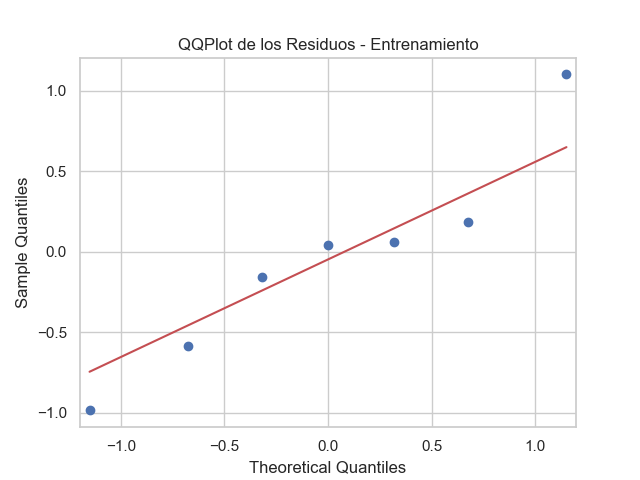 QQPlot de los Residuos - Entrenamiento
1.0
0.5
0.0
−0.5
−1.0
Sample Quantiles
−1.0 −0.5 0.0 0.5 1.0
Theoretical Quantiles